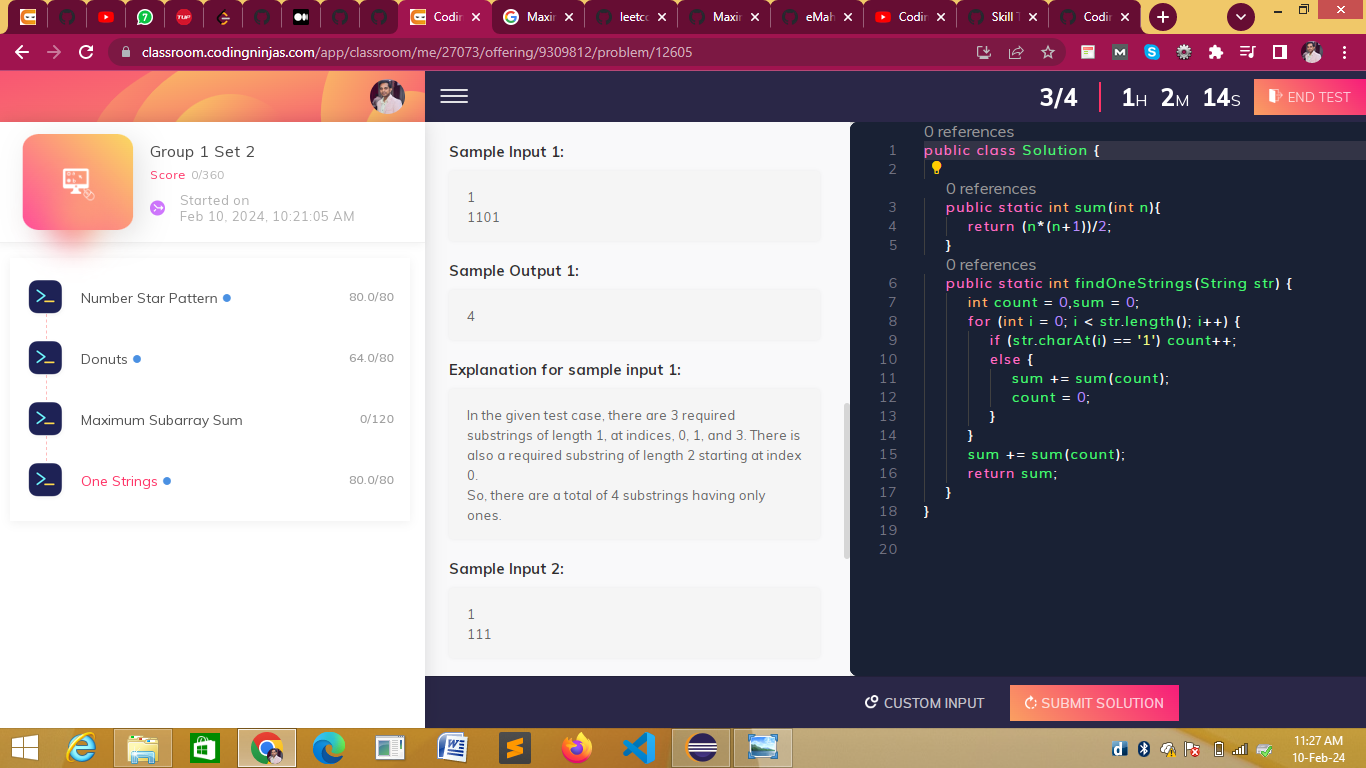 Codin
Maxin
leetco
Maxin
eMah
Codin
Skill T
Codin
classroom.codingninjas.com/app/classroom/me/27073/offering/9309812/problem/12605
3/4
1H 2M 14S
END TEST
Group 1 Set 2
Score 0/360
Started on
Feb 10, 2024, 10:21:05 AM
Number Star Pattern 80.0/80
Donuts 64.0/80
Maximum Subarray Sum 0/120
One Strings 80.0/80
Sample Input 1:
1
1101
Sample Output 1:
4
Explanation for sample input 1:
In the given test case, there are 3 required
substrings of length 1, at indices, 0, 1, and 3. There is
also a required substring of length 2 starting at index
0.
So, there are a total of 4 substrings having only
ones.
Sample Input 2:
1
111
0 references
1 public class Solution {
2
0 references
3 public static int sum(int n){
4 return (n*(n+1))/2;
5 }
0 references
6 public static int findOneStrings(String str) {
7 int count = 0,sum = 0;
8 for (int i = 0; i < str.length(); i++) {
9 if (str.charAt(i) == '1') count++;
10 else {
11 sum += sum(count);
12 count = 0;
13 }
14 }
15 sum += sum(count);
16 return sum;
17 }
18 }
19
20
CUSTOM INPUT
SUBMIT SOLUTION
11:27 AM
10-Feb-24